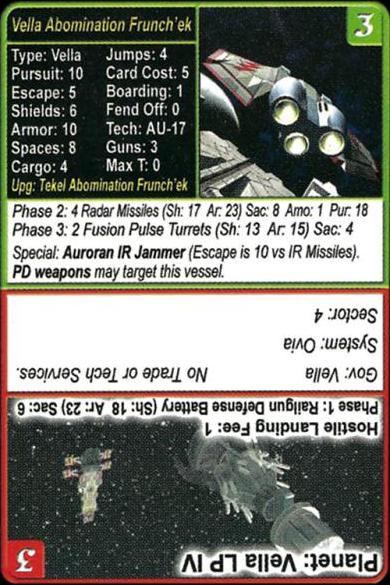 Vella Abomination Frunch'ek
3
Type: Vella Jumps: 4
Pursuit: 10 Card Cost: 5
Escape: 5 Boarding: 1
Shields: 6 Fend Off: 0
Armor: 10 Tech: AU-17
Spaces: 8 Guns: 3
Cargo: 4 Max T: 0
Upg: Tekel Abomination Frunch'ek
Phase 2: 4 Radar Missiles (Sh: 17 Ar: 23) Sac: 8 Amo: 1 Pur: 18
Phase 3: 2 Fusion Pulse Turrets (Sh: 13 Ar: 15) Sac: 4
Special: Auroran IR Jammer (Escape is 10 vs IR Missiles).
PD weapons may target this vessel.
Planet: Vella LP IV
3
Hostile Landing Fee: 1
Phase 1: Railgun Defense Battery (Sh: 18 Ar: 23) Sac: 6
Gov: Vella No Trade or Tech Services.
System: Ovia
Sector: 4